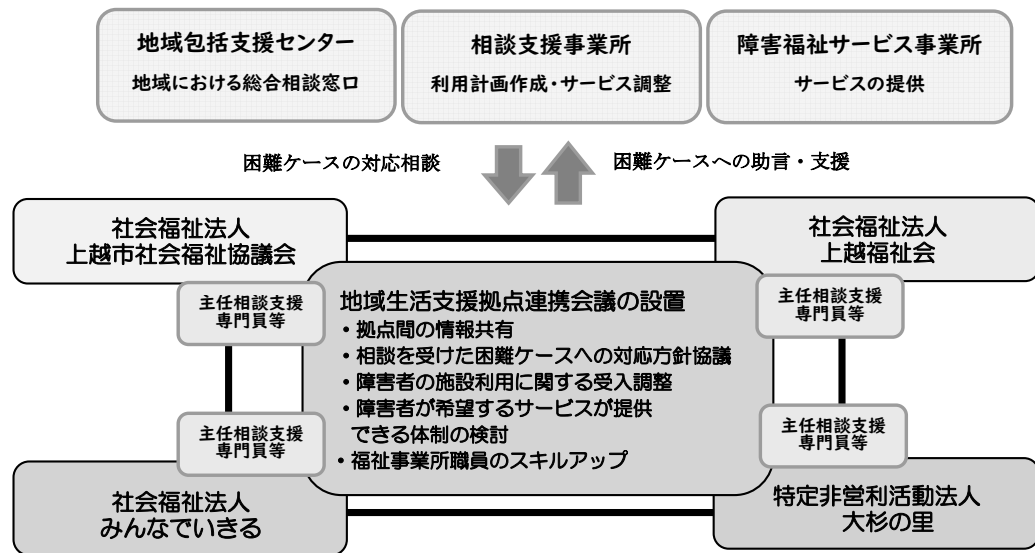 地域包括支援センター
地域における総合相談窓口
相談支援事業所
利用計画作成・サービス調整
障害福祉サービス事業所
サービスの提供
困難ケースの対応相談
困難ケースへの助言・支援
社会福祉法人
上越市社会福祉協議会
社会福祉法人
上越福祉会
主任相談支援
専門員等
主任相談支援
専門員等
地域生活支援拠点連携会議の設置
・拠点間の情報共有
・相談を受けた困難ケースへの対応方針協議
・障害者の施設利用に関する受入調整
・障害者が希望するサービスが提供
できる体制の検討
・福祉事業所職員のスキルアップ
主任相談支援
専門員等
主任相談支援
専門員等
社会福祉法人
みんなでいきる
特定非営利活動法人
大杉の里